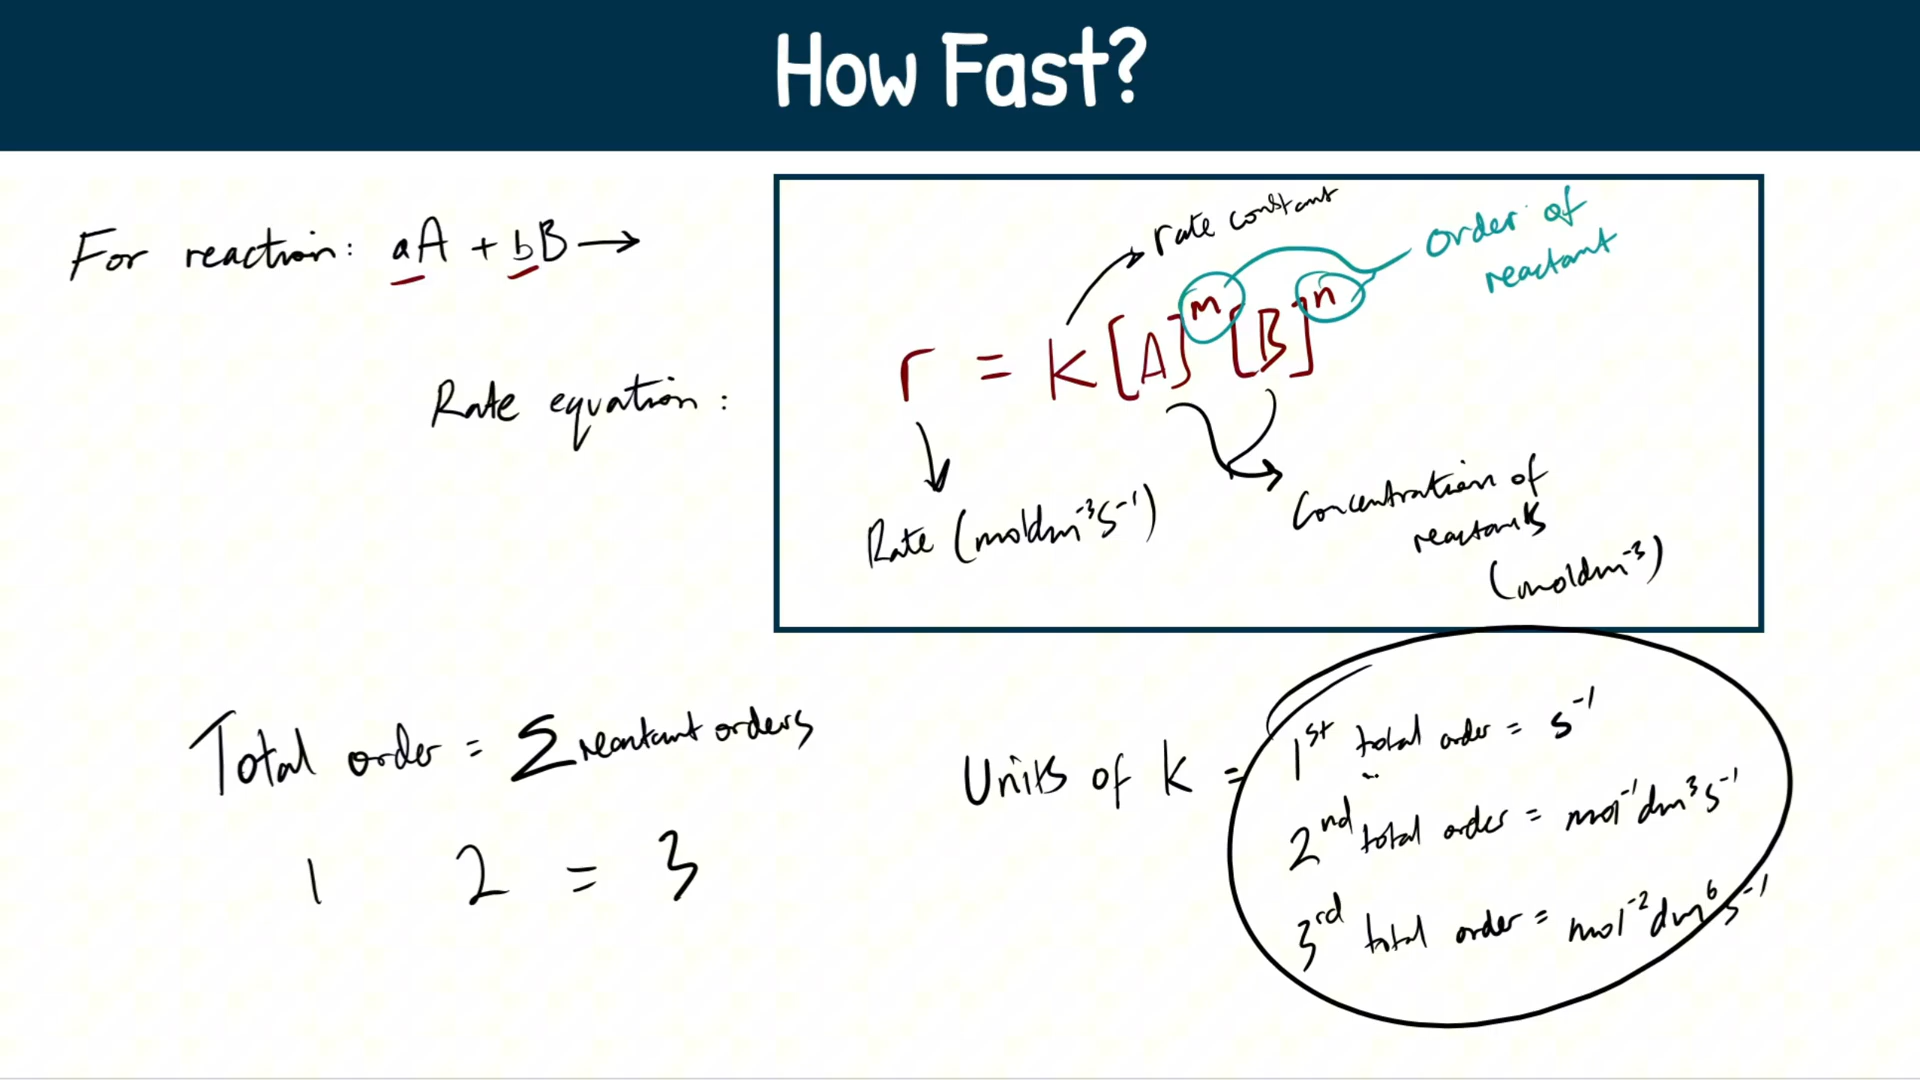 How Fast?
For reaction: aA + bB →
Rate equation:
rate constant
order of
reactant
r = k[A]^m [B]^n
Rate (moldm⁻³s⁻¹)
Concentration of
reactants
(moldm⁻³)
Total order = Σ reactant orders
1 2 = 3
Units of k =
1st total order = s⁻¹
2nd total order = mol⁻¹dm³s⁻¹
3rd total order = mol⁻²dm⁶s⁻¹